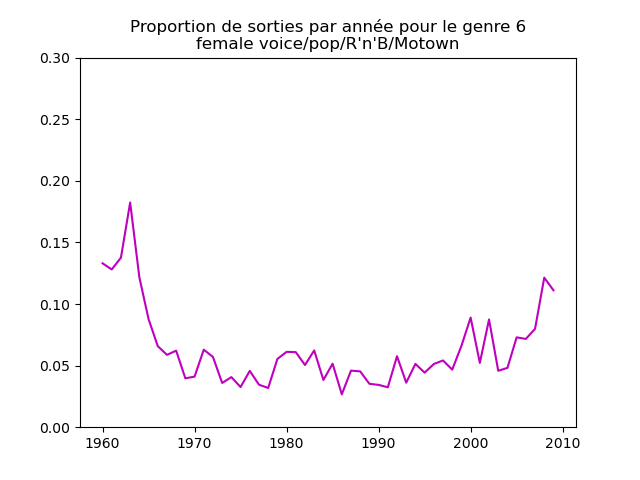 Proportion de sorties par année pour le genre 6
female voice/pop/R'n'B/Motown
0.30
0.25
0.20
0.15
0.10
0.05
0.00
1960 1970 1980 1990 2000 2010